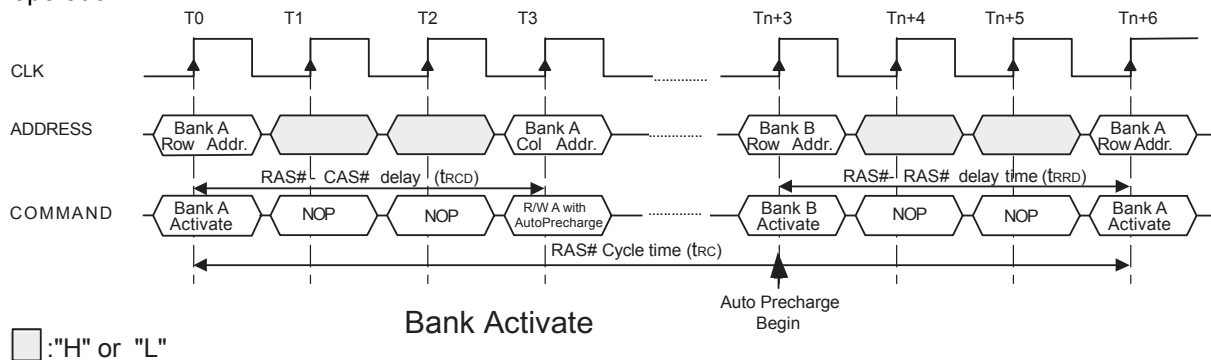 T0 T1 T2 T3 Tn+3 Tn+4 Tn+5 Tn+6
CLK
ADDRESS
Bank A
Row Addr.
Bank A
Col Addr.
Bank B
Row Addr.
Bank A
Row Addr.
RAS# - CAS# delay (tRCD)
RAS#- RAS# delay time (tRRD)
COMMAND
Bank A
Activate
NOP
NOP
R/W A with
AutoPrecharge
Bank B
Activate
NOP
NOP
Bank A
Activate
RAS# Cycle time (tRC)
Auto Precharge
Begin
Bank Activate
:"H" or "L"